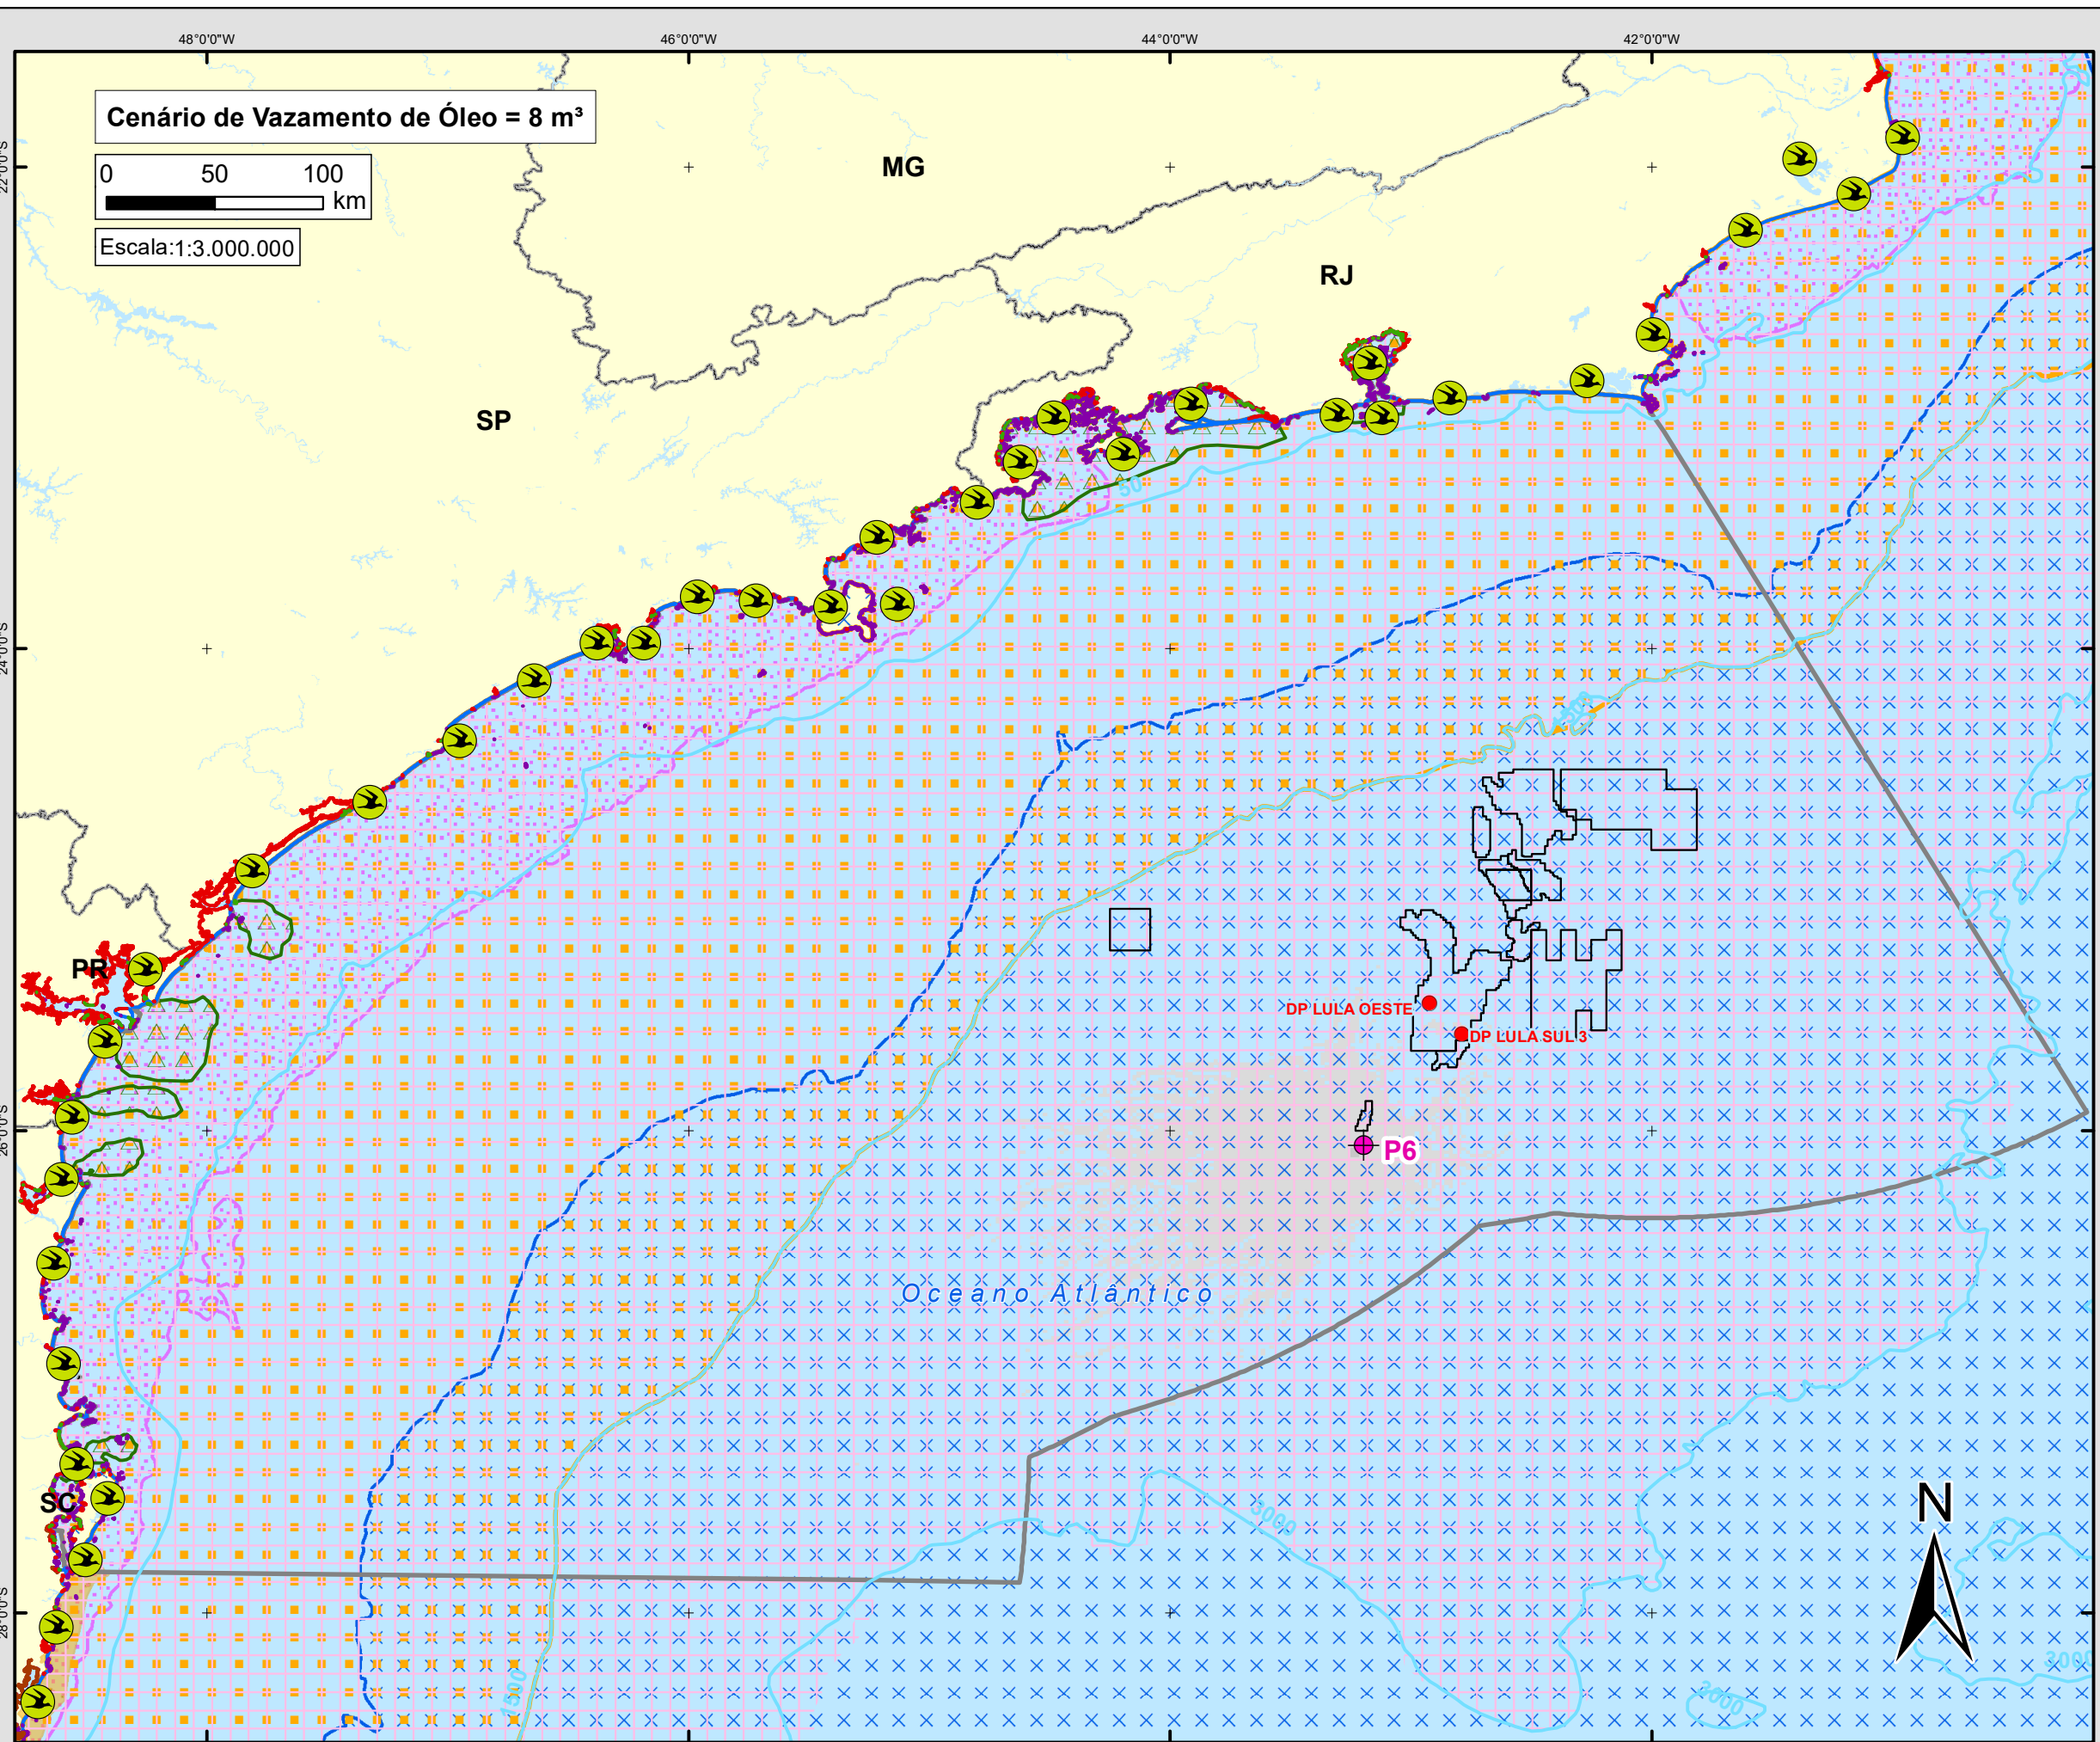 48°0'0"W
46°0'0"W
44°0'0"W
42°0'0"W
Cenário de Vazamento de Óleo = 8 m³
0 50 100
km
Escala:1:3.000.000
22°0'0"S
MG
RJ
SP
50
24°0'0"S
1500
PR
DP LULA OESTE
DP LULA SUL 3
26°0'0"S
P6
Oceano Atlântico
SC
3000
N
28°0'0"S
1500
3000
3000